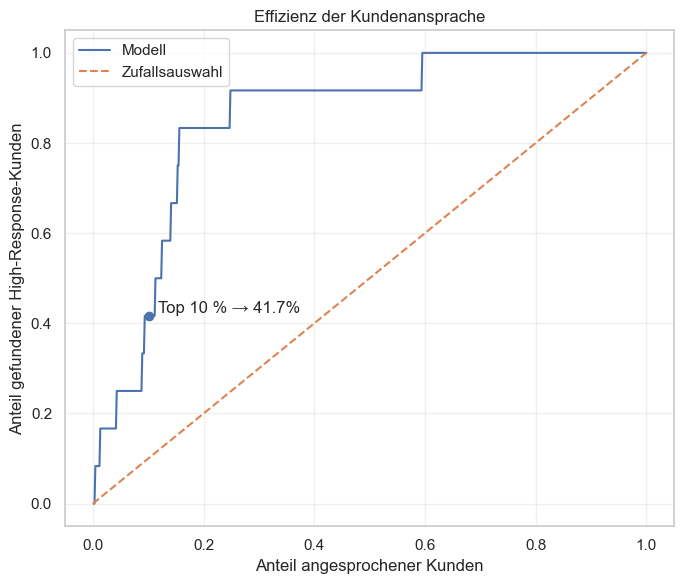 Effizienz der Kundenansprache
Modell
Zufallsauswahl
Top 10 % → 41.7%
Anteil gefundener High-Response-Kunden
1.0
0.8
0.6
0.4
0.2
0.0
0.0 0.2 0.4 0.6 0.8 1.0
Anteil angesprochener Kunden